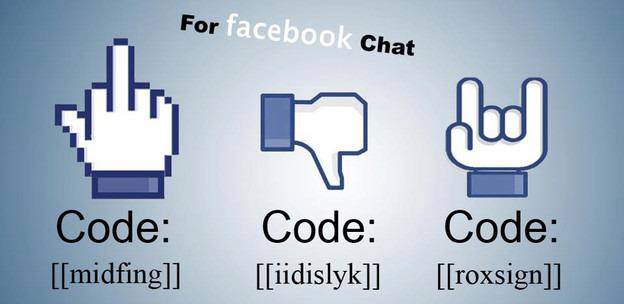 For facebook Chat
Code: Code: Code:
[[midfing]] [[iidislyk]] [[roxsign]]